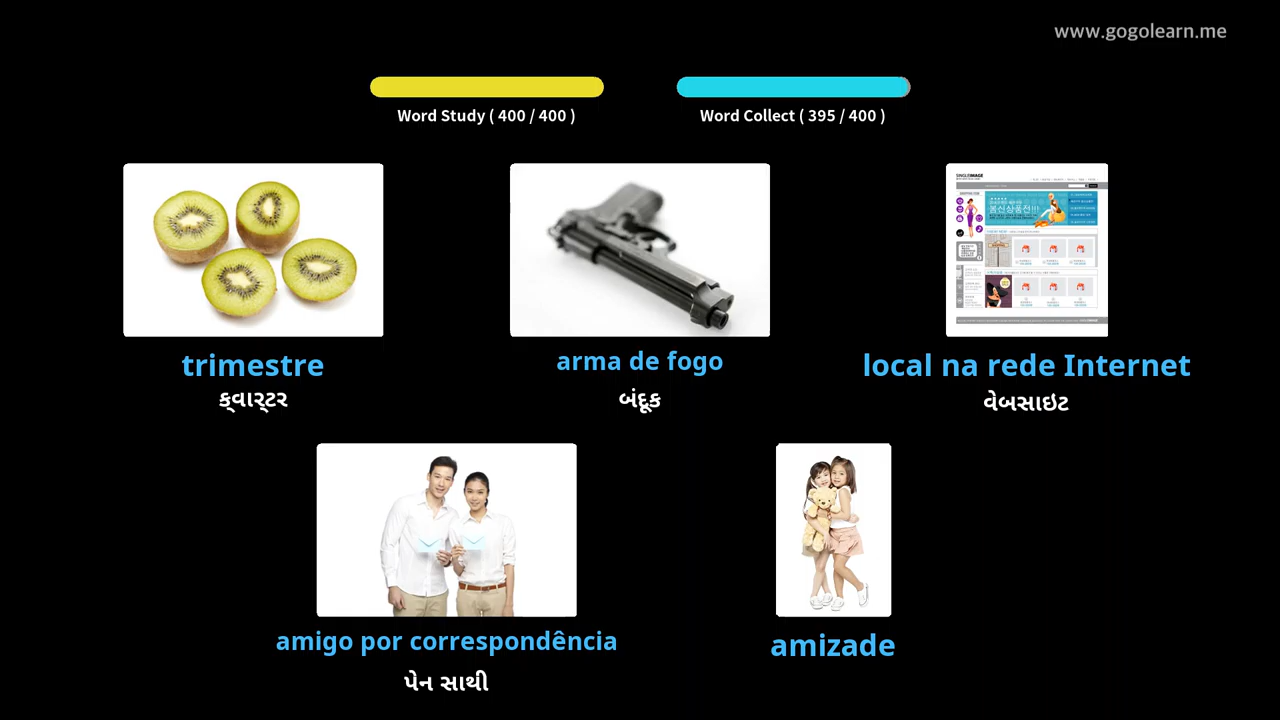 www.gogolearn.me
Word Study ( 400 / 400 )
Word Collect ( 395 / 400 )
trimestre
ક્વાર્ટર
arma de fogo
બંદૂક
SINGLEIMAGE
local na rede Internet
વેબસાઇટ
amigo por correspondência
પેન સાથી
amizade